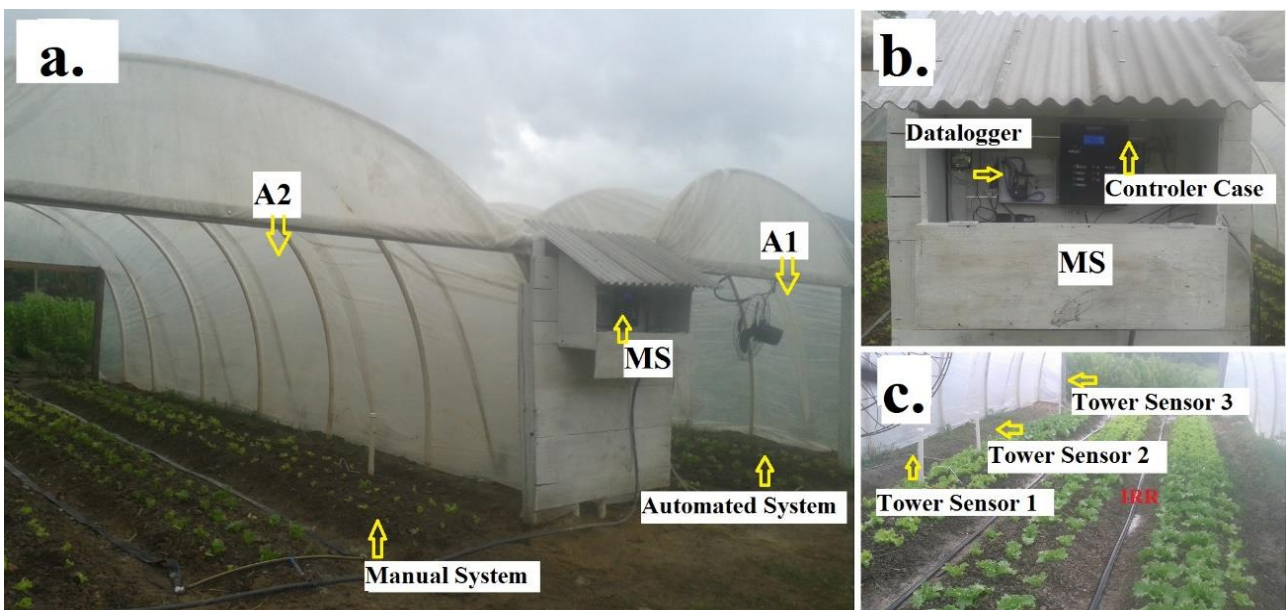 a.
A2
A1
MS
Automated System
Manual System
b.
Datalogger
Controler Case
MS
c.
Tower Sensor 3
Tower Sensor 2
Tower Sensor 1
IRR